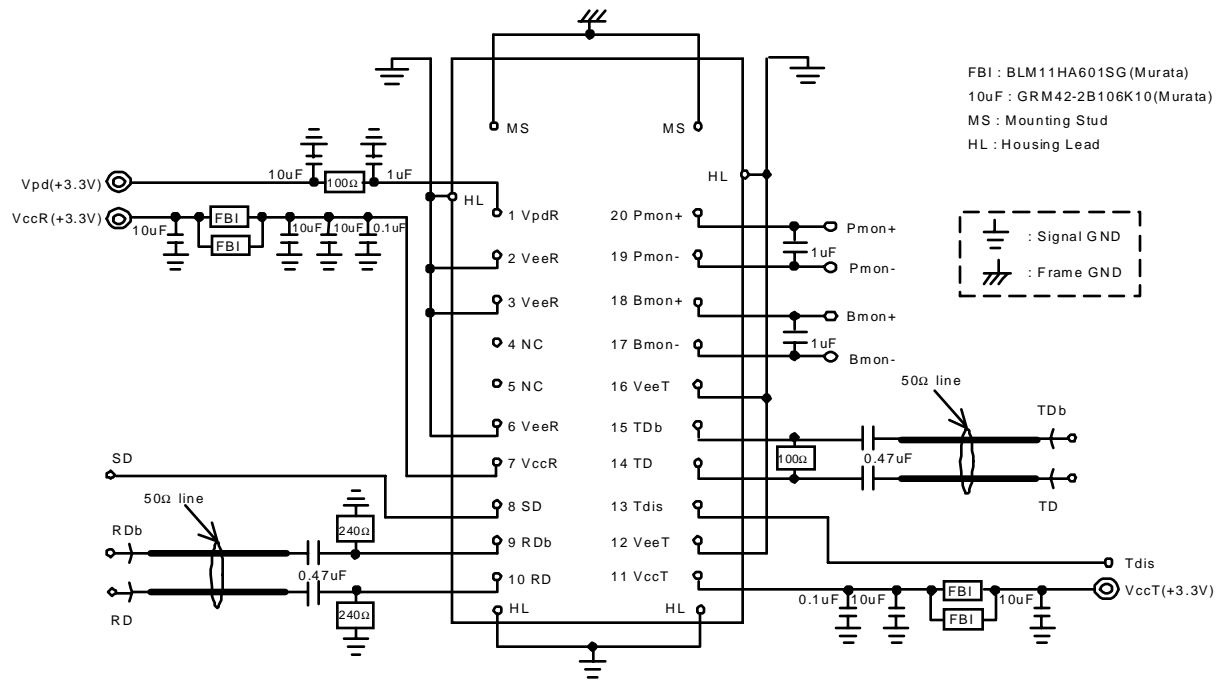 FBI : BLM11HA601SG(Murata)
10uF : GRM42-2B106K10(Murata)
MS : Mounting Stud
HL : Housing Lead
: Signal GND
: Frame GND
MS
MS
HL
HL
Vpd(+3.3V)
10uF
100Ω
1uF
VccR(+3.3V)
10uF
FBI
FBI
10uF
10uF
0.1uF
1 VpdR
2 VeeR
3 VeeR
4 NC
5 NC
6 VeeR
7 VccR
8 SD
9 RDb
10 RD
HL
20 Pmon+
19 Pmon-
18 Bmon+
17 Bmon-
16 VeeT
15 TDb
14 TD
13 Tdis
12 VeeT
11 VccT
HL
Pmon+
1uF
Pmon-
Bmon+
1uF
Bmon-
50Ω line
TDb
100Ω
0.47uF
TD
Tdis
VccT(+3.3V)
0.1uF
10uF
FBI
FBI
10uF
SD
50Ω line
RDb
240Ω
0.47uF
RD
240Ω